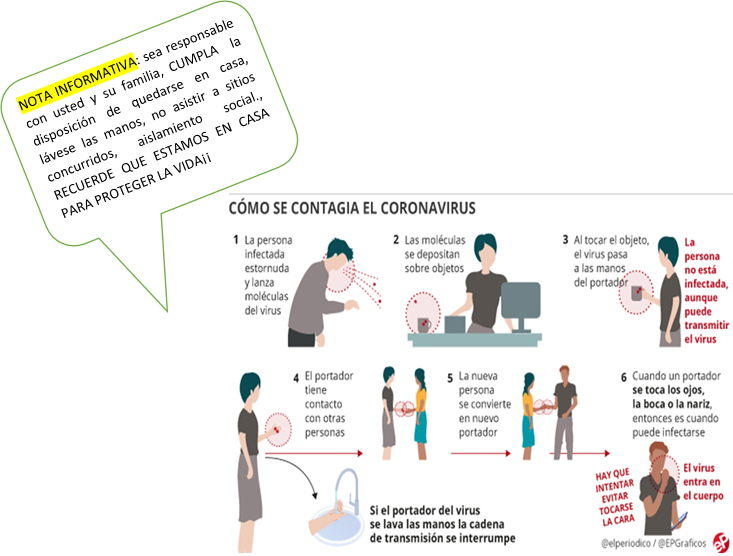 NOTA INFORMATIVA: sea responsable
con usted y su familia, CUMPLA la
disposición de quedarse en casa,
lávese las manos, no asistir a sitios
concurridos, aislamiento social.,
RECUERDE QUE ESTAMOS EN CASA
PARA PROTEGER LA VIDA¡¡
CÓMO SE CONTAGIA EL CORONAVIRUS
1 La persona
infectada
estornuda
y lanza
moléculas
del virus
2 Las moléculas
se depositan
sobre objetos
3 Al tocar el objeto,
el virus pasa
a las manos
del portador
La
persona
no está
infectada,
aunque
puede
transmitir
el virus
4 El portador
tiene
contacto
con otras
personas
5 La nueva
persona
se convierte
en nuevo
portador
6 Cuando un portador
se toca los ojos,
la boca o la nariz,
entonces es cuando
puede infectarse
HAY QUE
INTENTAR
EVITAR
TOCARSE
LA CARA
El virus
entra en
el cuerpo
Si el portador del virus
se lava las manos la cadena
de transmisión se interrumpe
@elperiodico / @EPGraficos
eP